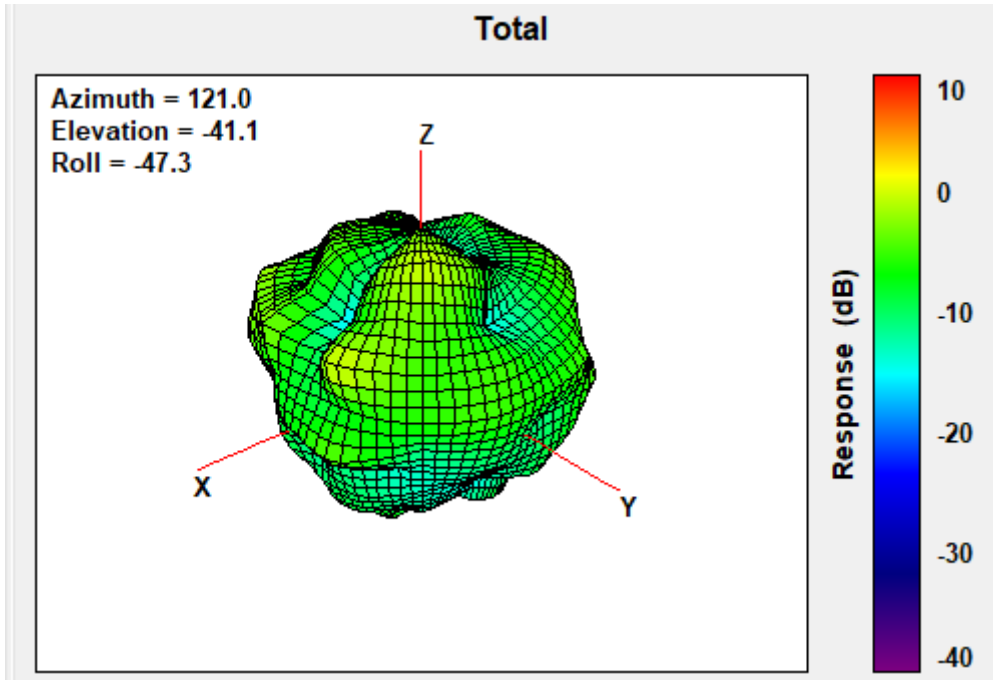 Total
Azimuth = 121.0
Elevation = -41.1
Roll = -47.3
Z
X
Y
10
0
-10
-20
-30
-40
Response (dB)